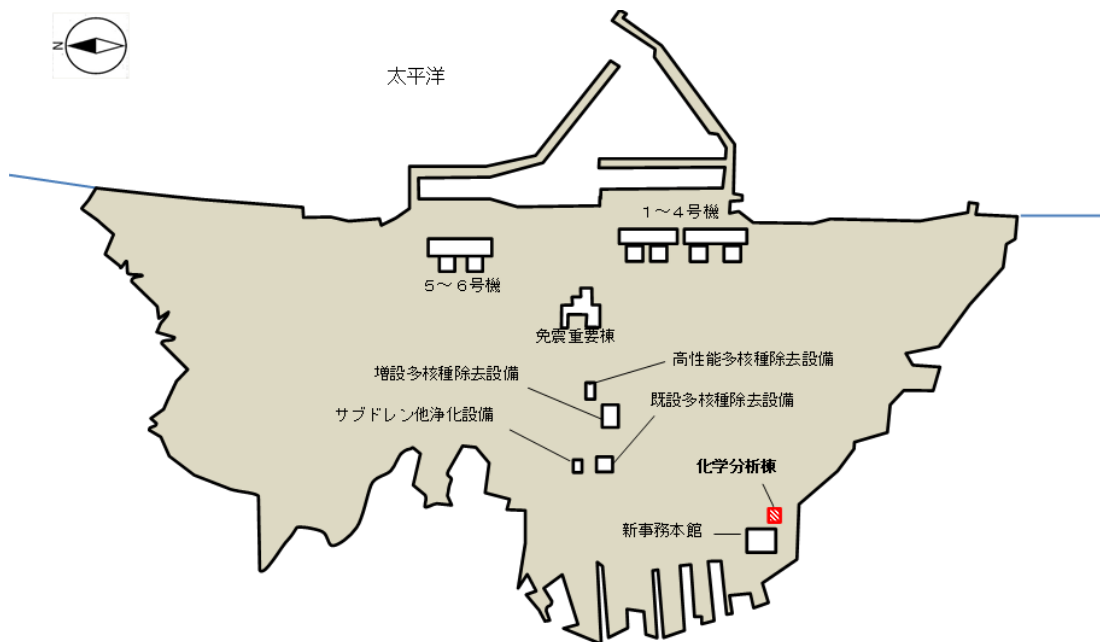 N
太平洋
１～４号機
５～６号機
免震重要棟
高性能多核種除去設備
増設多核種除去設備
既設多核種除去設備
サブドレン他浄化設備
化学分析棟
新事務本館